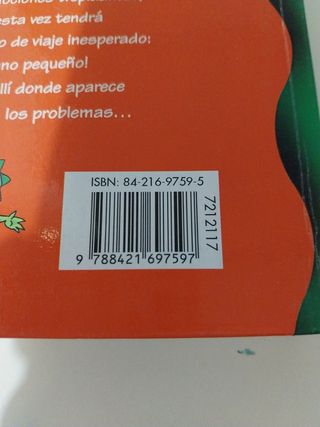 esta vez tendrá
o de viaje inesperado:
no pequeño!
llí donde aparece
los problemas...
ISBN: 84-216-9759-5
7212117
9 788421 697597